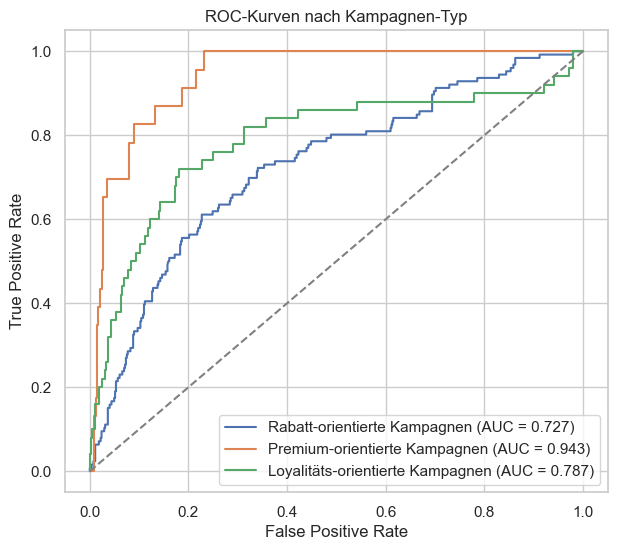 ROC-Kurven nach Kampagnen-Typ
True Positive Rate
1.0
0.8
0.6
0.4
0.2
0.0
Rabatt-orientierte Kampagnen (AUC = 0.727)
Premium-orientierte Kampagnen (AUC = 0.943)
Loyalitäts-orientierte Kampagnen (AUC = 0.787)
0.0 0.2 0.4 0.6 0.8 1.0
False Positive Rate